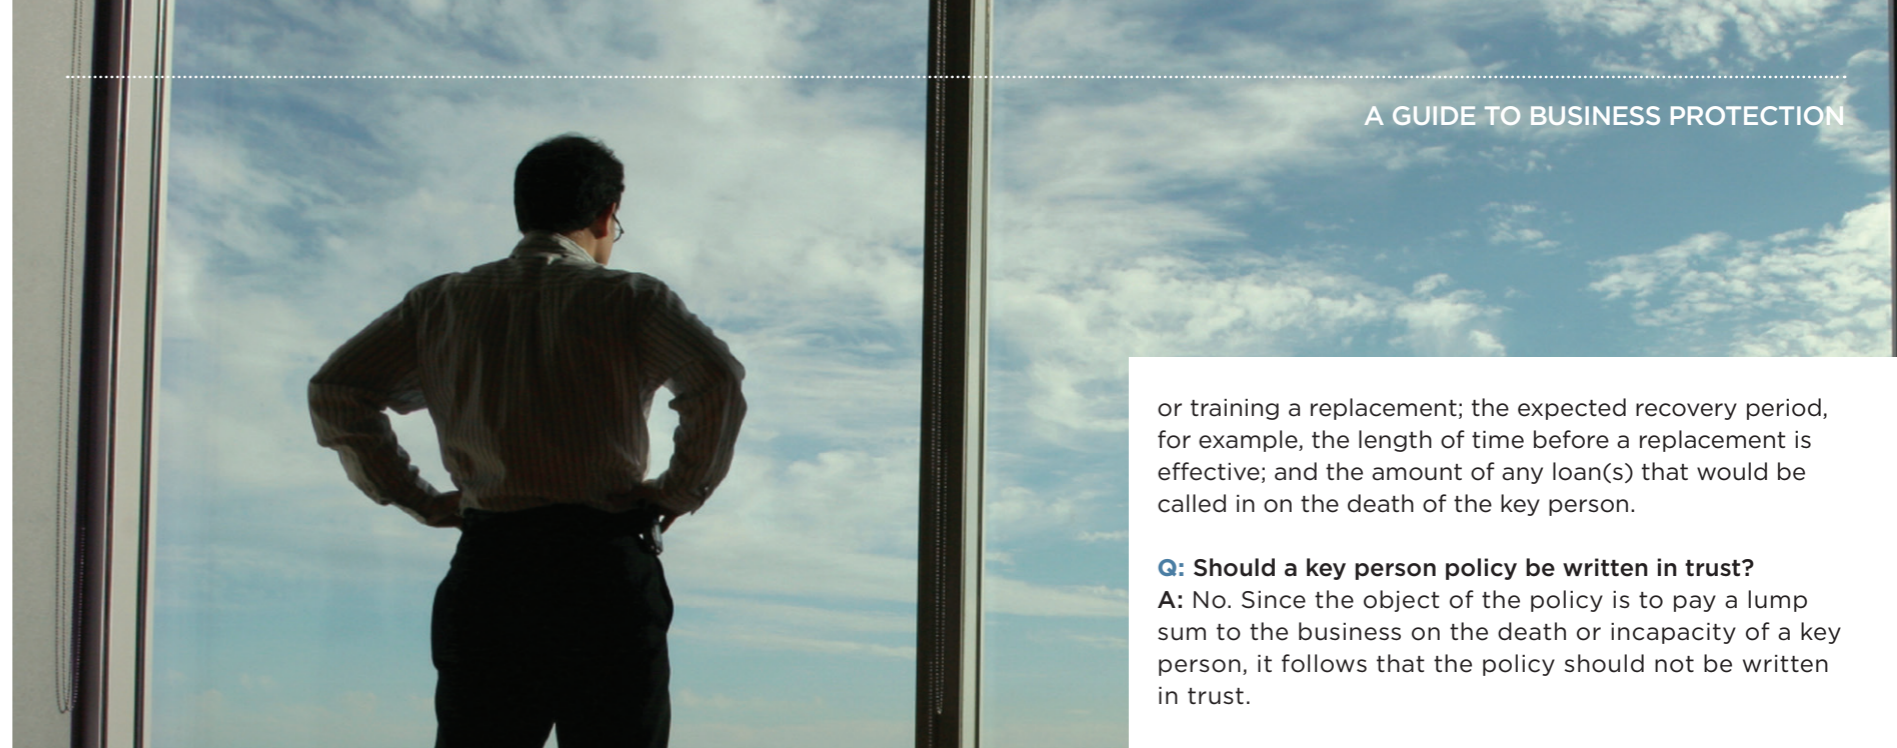 A GUIDE TO BUSINESS PROTECTION
or training a replacement; the expected recovery period,
for example, the length of time before a replacement is
effective; and the amount of any loan(s) that would be
called in on the death of the key person.
Q: Should a key person policy be written in trust?
A: No. Since the object of the policy is to pay a lump
sum to the business on the death or incapacity of a key
person, it follows that the policy should not be written
in trust.